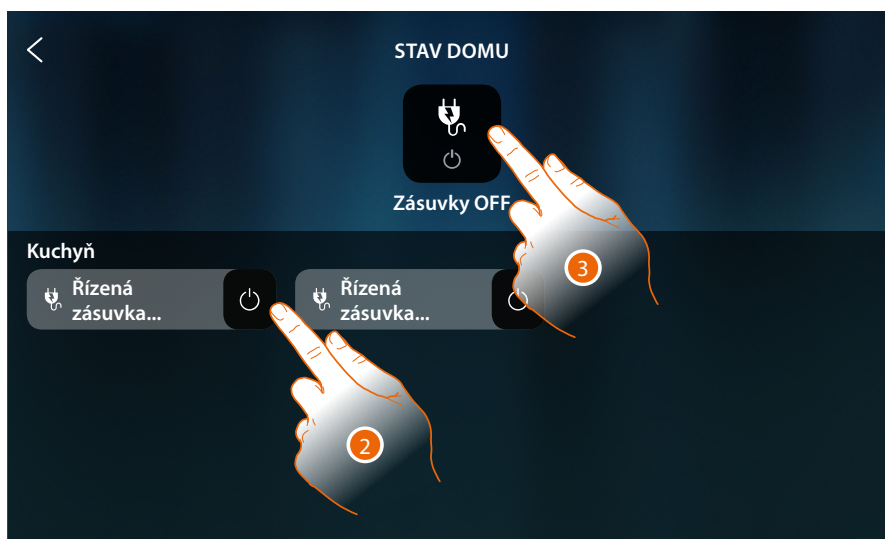 STAV DOMU
Zásuvky OFF
3
Kuchyň
Řízená
zásuvka...
Řízená
zásuvka...
2